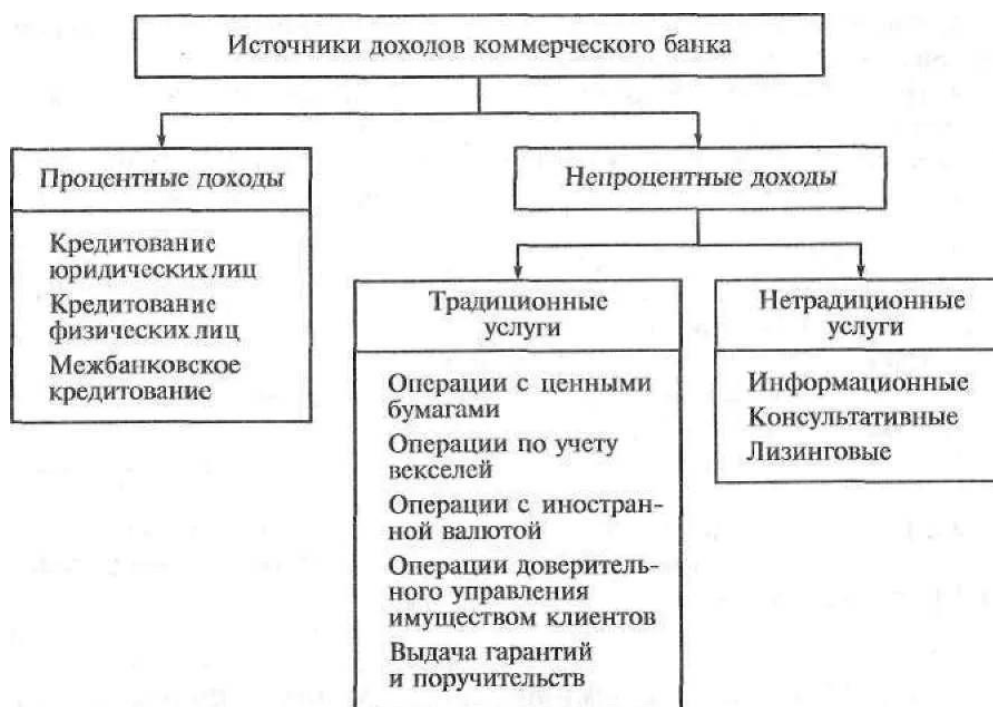 Источники доходов коммерческого банка
Процентные доходы
Кредитование
юридических лиц
Кредитование
физических лиц
Межбанковское
кредитование
Непроцентные доходы
Традиционные
услуги
Операции с ценными
бумагами
Операции по учету
векселей
Операции с иностран-
ной валютой
Операции доверитель-
ного управления
имуществом клиентов
Выдача гарантий
и поручительств
Нетрадиционные
услуги
Информационные
Консультативные
Лизинговые